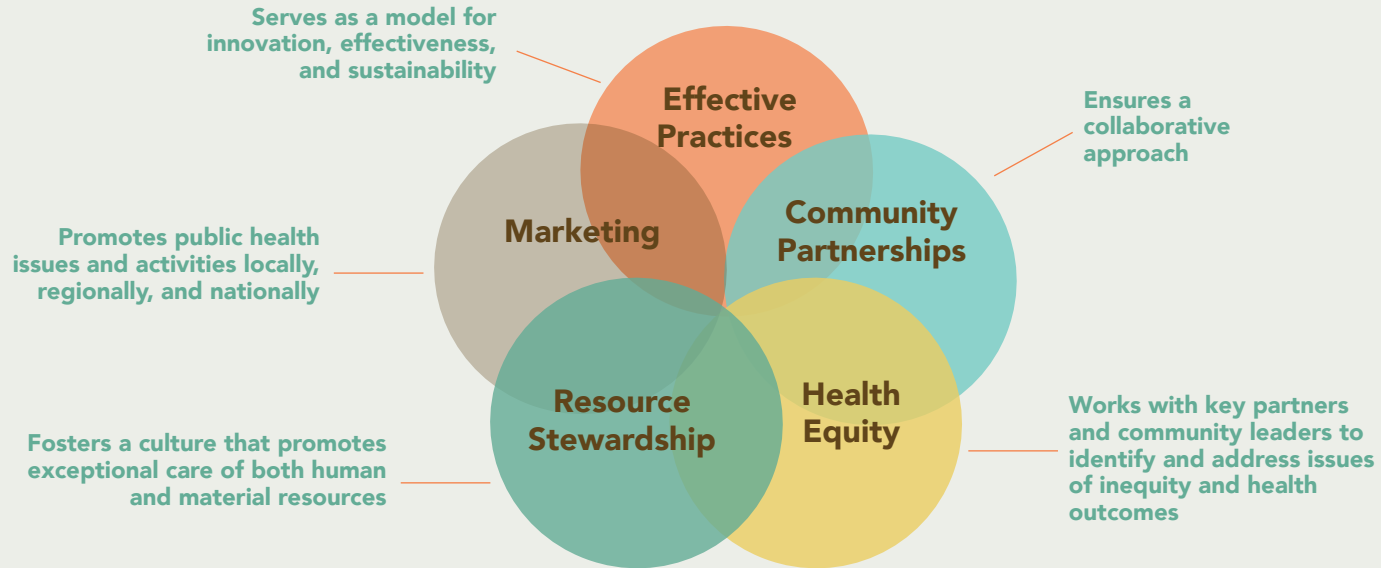 Serves as a model for
innovation, effectiveness,
and sustainability
Effective
Practices
Ensures a
collaborative
approach
Community
Partnerships
Marketing
Promotes public health
issues and activities locally,
regionally, and nationally
Resource
Stewardship
Health
Equity
Fosters a culture that promotes
exceptional care of both human
and material resources
Works with key partners
and community leaders to
identify and address issues
of inequity and health
outcomes